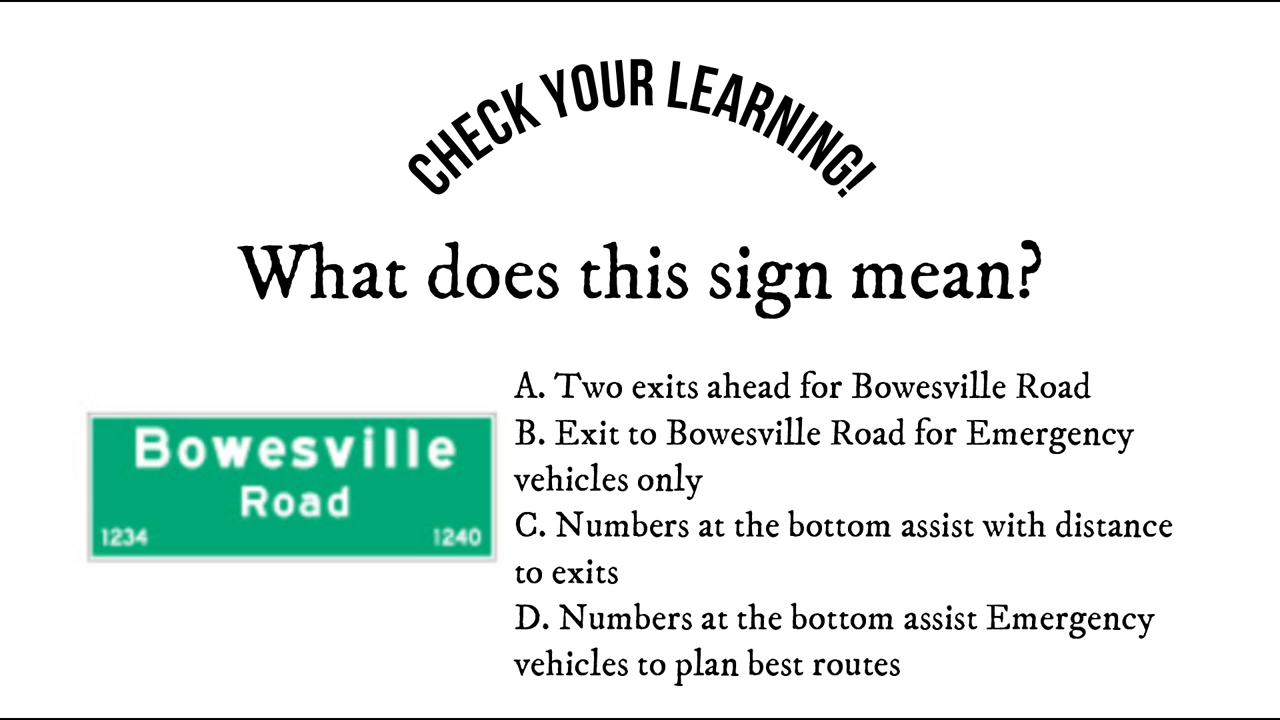 CHECK YOUR LEARNING!
What does this sign mean?
Bowesville
Road
1234 1240
A. Two exits ahead for Bowesville Road
B. Exit to Bowesville Road for Emergency
vehicles only
C. Numbers at the bottom assist with distance
to exits
D. Numbers at the bottom assist Emergency
vehicles to plan best routes